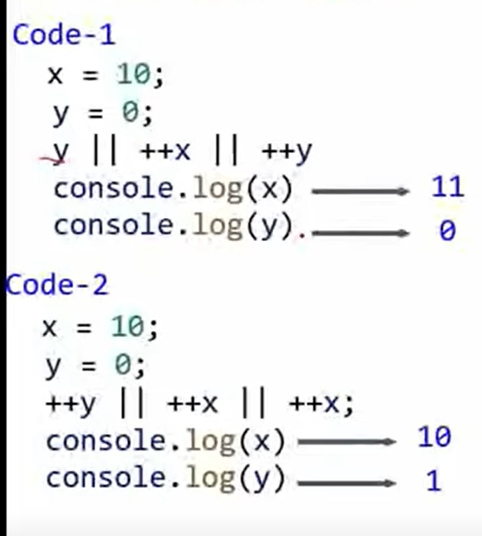 Code-1
x = 10;
y = 0;
y || ++x || ++y
console.log(x) 11
console.log(y). 0
Code-2
x = 10;
y = 0;
++y || ++x || ++x;
console.log(x) 10
console.log(y) 1